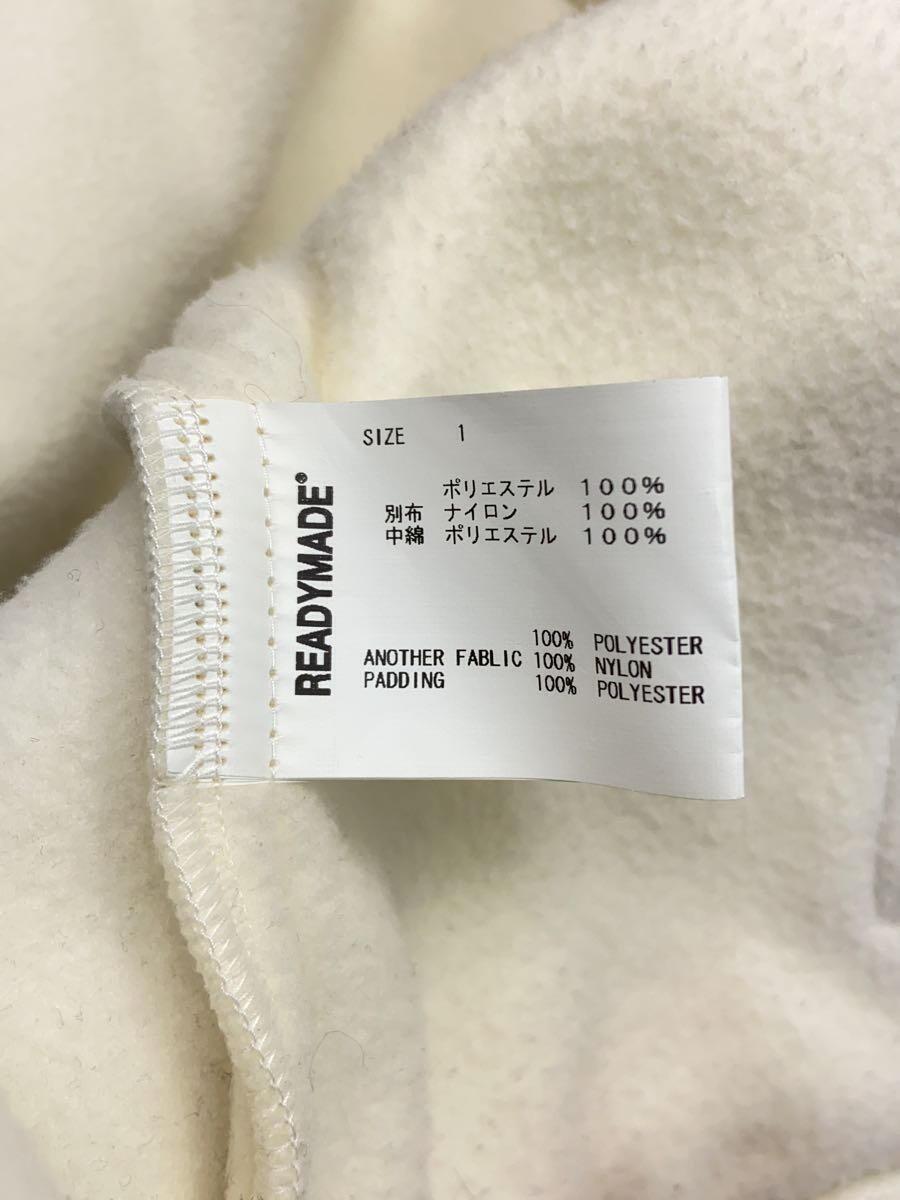 SIZE 1
READYMADE®
ポリエステル 100%
別布 ナイロン 100%
中綿 ポリエステル 100%
100% POLYESTER
ANOTHER FABLIC 100% NYLON
PADDING 100% POLYESTER